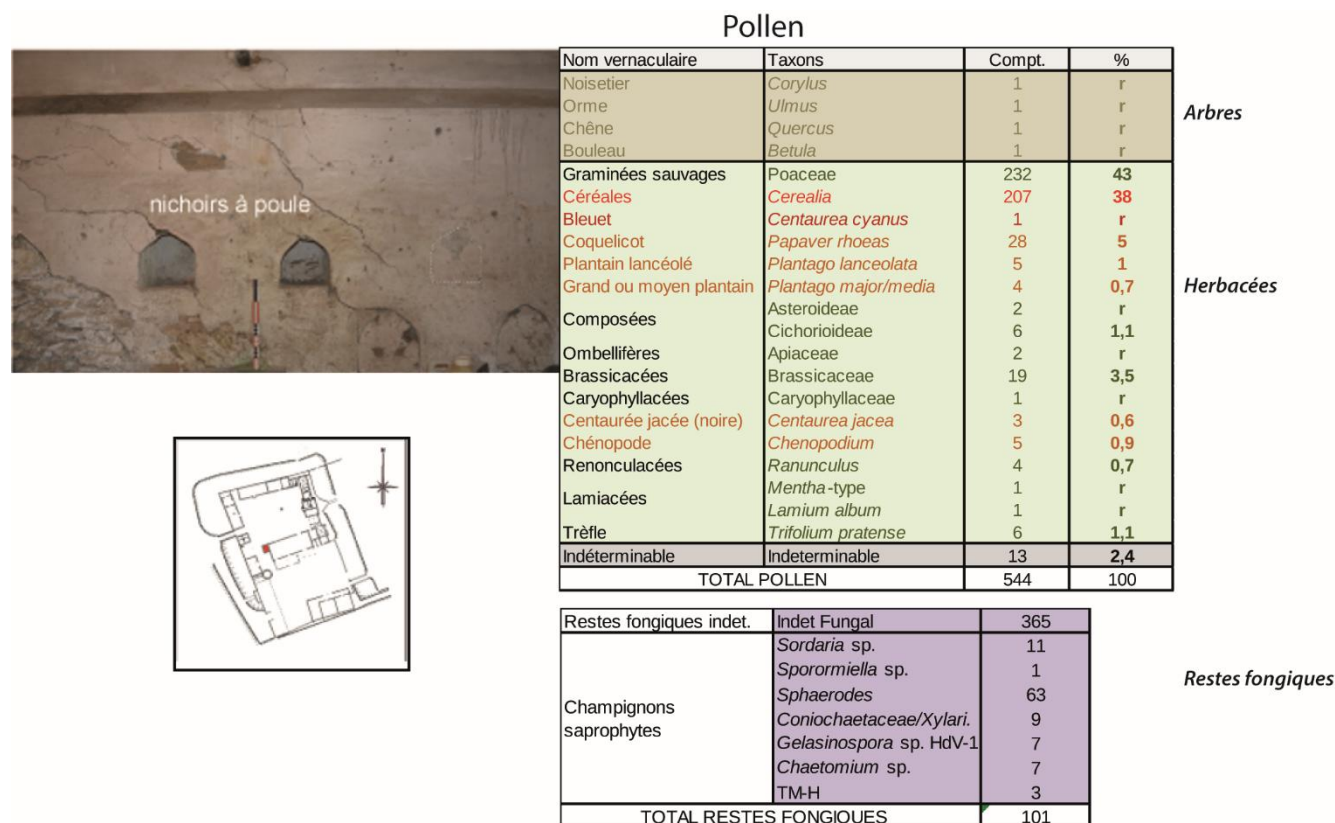 Pollen
nichoirs à poule
Nom vernaculaire Taxons Compt. %
Noisetier Corylus 1 r
Orme Ulmus 1 r
Chêne Quercus 1 r
Bouleau Betula 1 r
Arbres
Graminées sauvages Poaceae 232 43
Céréales Cerealia 207 38
Bleuet Centaurea cyanus 1 r
Coquelicot Papaver rhoeas 28 5
Plantain lancéolé Plantago lanceolata 5 1
Grand ou moyen plantain Plantago major/media 4 0,7
Herbacées
Composées
Asteroideae 2 r
Cichorioideae 6 1,1
Ombellifères Apiaceae 2 r
Brassicacées Brassicaceae 19 3,5
Caryophyllacées Caryophyllaceae 1 r
Centaurée jacée (noire) Centaurea jacea 3 0,6
Chénopode Chenopodium 5 0,9
Renonculacées Ranunculus 4 0,7
Lamiacées
Mentha-type 1 r
Lamium album 1 r
Trèfle Trifolium pratense 6 1,1
Indéterminable Indeterminable 13 2,4
TOTAL POLLEN 544 100
Restes fongiques indet. Indet Fungal 365
Champignons
saprophytes
Sordaria sp. 11
Sporormiella sp. 1
Sphaerodes 63
Coniochaetaceae/Xylari. 9
Gelasinospora sp. HdV-1 7
Chaetomium sp. 7
TM-H 3
Restes fongiques
TOTAL RESTES FONGIQUES 101